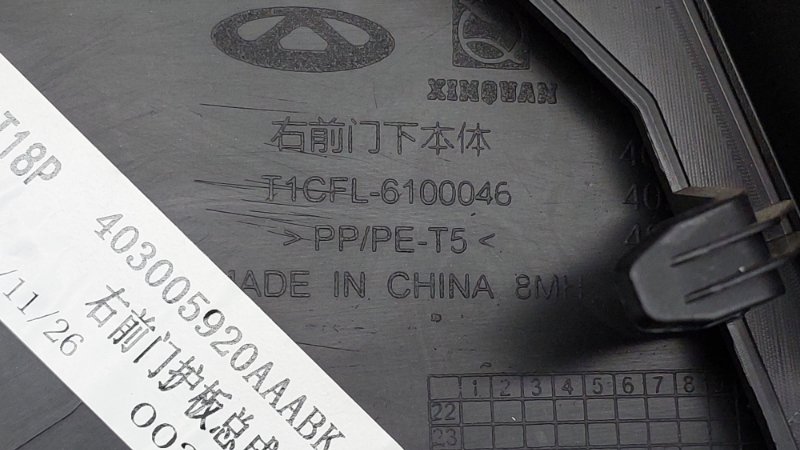 XINQUAN
右前门下本体
T1CFL-6100046
>PP/PE-T5<
MADE IN CHINA
T18P
403005920AAABK
右前门护板总成
/11/26
1 2 3 4 5 6 7 8
22
23